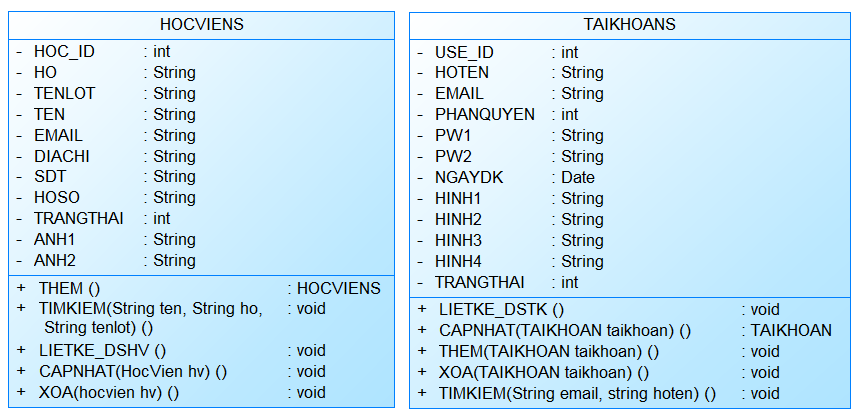 HOCVIENS
- HOC_ID : int
- HO : String
- TENLOT : String
- TEN : String
- EMAIL : String
- DIACHI : String
- SDT : String
- HOSO : String
- TRANGTHAI : int
- ANH1 : String
- ANH2 : String
+ THEM () : HOCVIENS
+ TIMKIEM(String ten, String ho, : void
String tenlot) ()
+ LIETKE_DSHV () : void
+ CAPNHAT(HocVien hv) () : void
+ XOA(hocvien hv) () : void
TAIKHOANS
- USE_ID : int
- HOTEN : String
- EMAIL : String
- PHANQUYEN : int
- PW1 : String
- PW2 : String
- NGAYDK : Date
- HINH1 : String
- HINH2 : String
- HINH3 : String
- HINH4 : String
- TRANGTHAI : int
+ LIETKE_DSTK () : void
+ CAPNHAT(TAIKHOAN taikhoan) () : TAIKHOAN
+ THEM(TAIKHOAN taikhoan) () : void
+ XOA(TAIKHOAN taikhoan) () : void
+ TIMKIEM(String email, string hoten) () : void